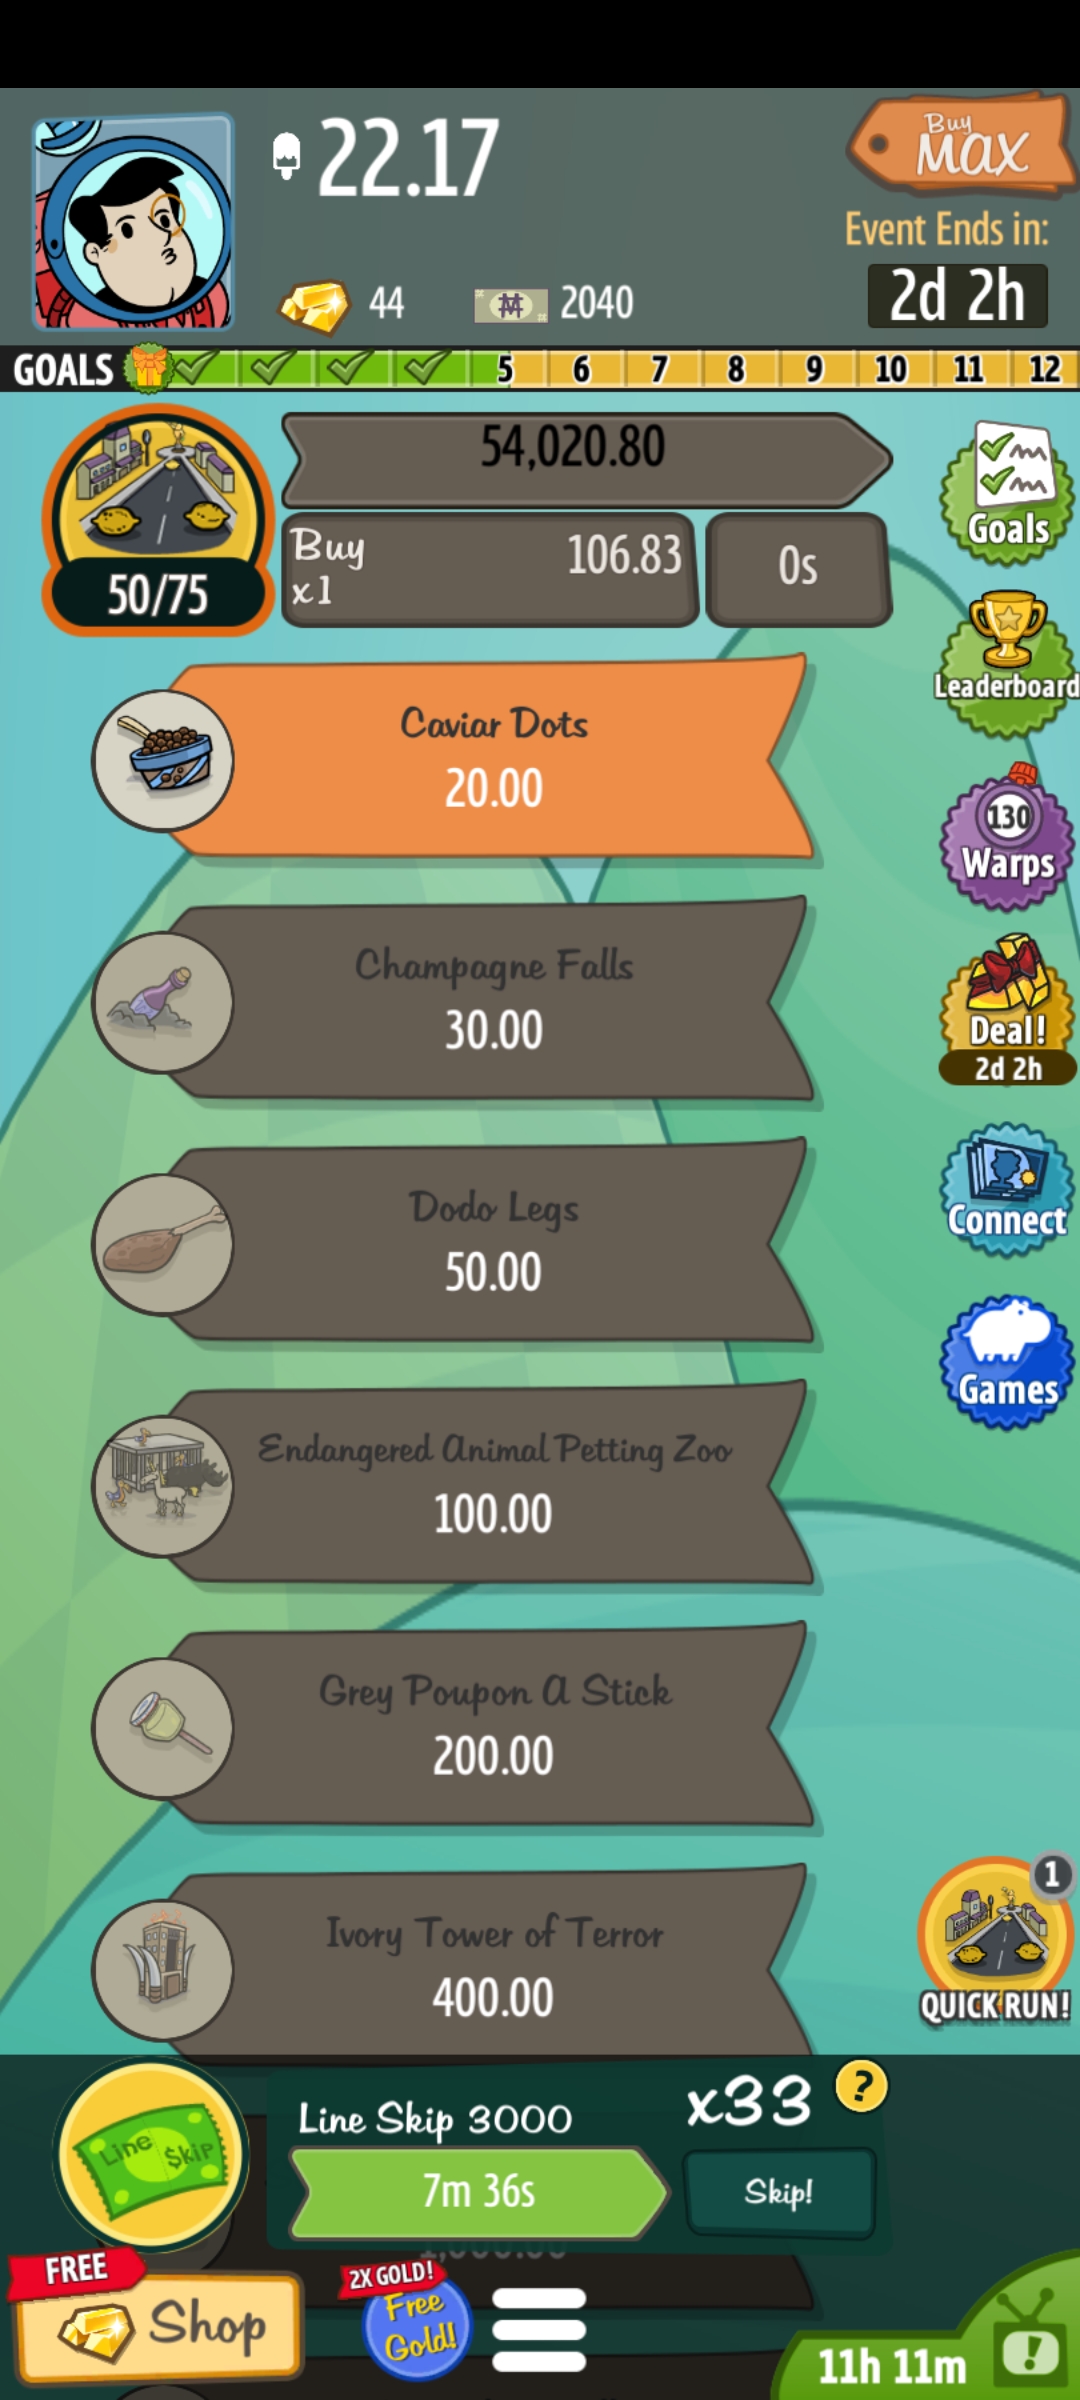 22.17
Buy
MAX
Event Ends in:
44
2040
2d 2h
GOALS
5
6
7
8
9
10
11
12
54,020.80
Buy
x1
106.83
0s
50/75
Goals
Leaderboard
Caviar Dots
20.00
130
Warps
Champagne Falls
30.00
Deal!
2d 2h
Dodo Legs
50.00
Connect
Games
Endangered Animal Petting Zoo
100.00
Grey Poupon A Stick
200.00
Ivory Tower of Terror
400.00
1
QUICK RUN!
Line Skip
Line Skip 3000
x33
?
7m 36s
Skip!
FREE
Shop
2X GOLD!
Free
Gold!
11h 11m
!